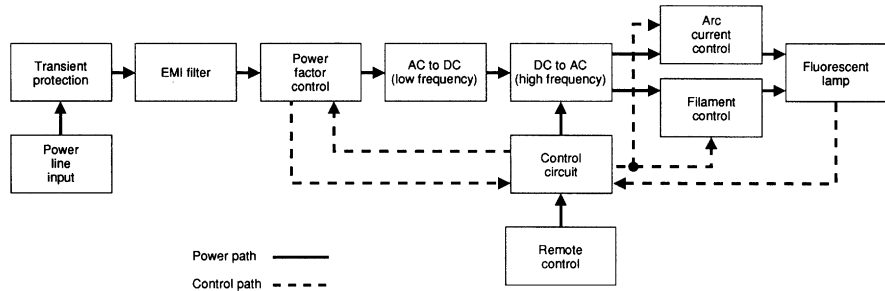 Transient
protection
EMI filter
Power
factor
control
AC to DC
(low frequency)
DC to AC
(high frequency)
Arc
current
control
Filament
control
Fluorescent
lamp
Power
line
input
Control
circuit
Remote
control
Power path
Control path